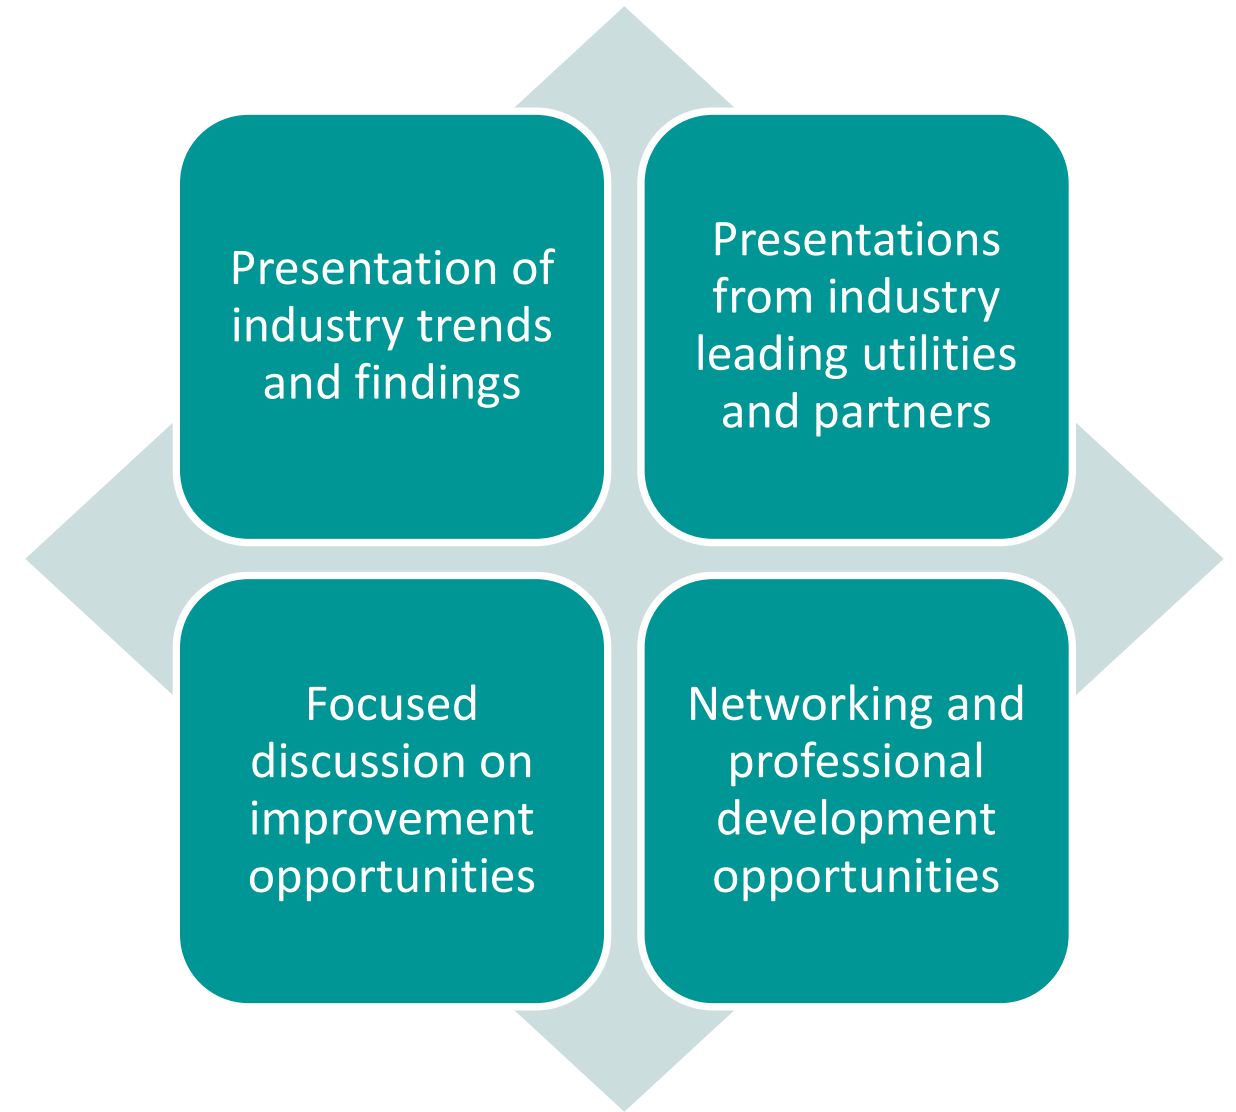 Presentation of
industry trends
and findings
Presentations
from industry
leading utilities
and partners
Focused
discussion on
improvement
opportunities
Networking and
professional
development
opportunities